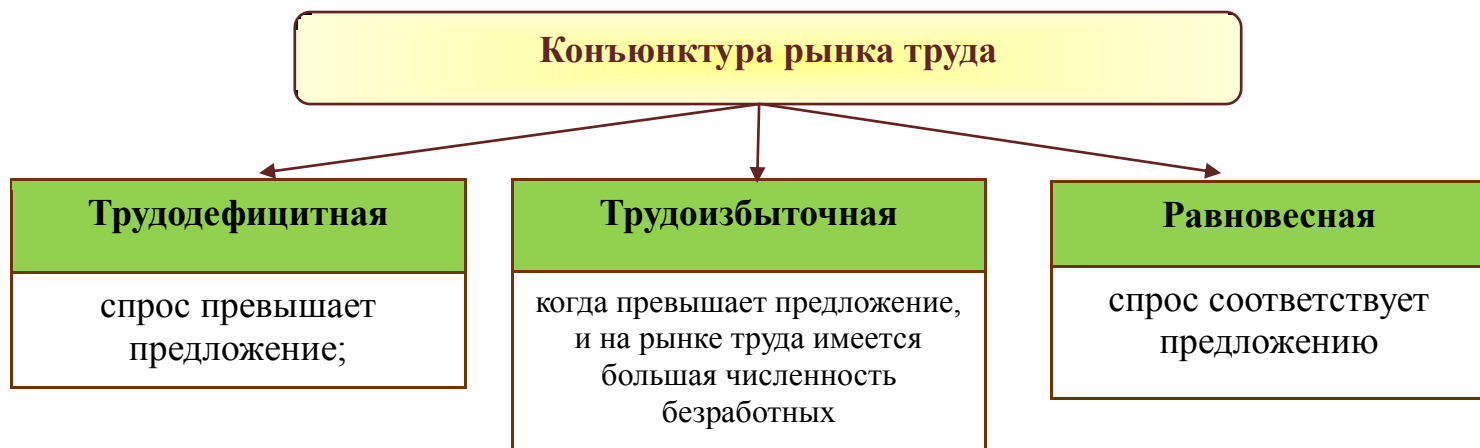 Конъюнктура рынка труда
Трудодефицитная
спрос превышает
предложение;
Трудоизбыточная
когда превышает предложение,
и на рынке труда имеется
большая численность
безработных
Равновесная
спрос соответствует
предложению